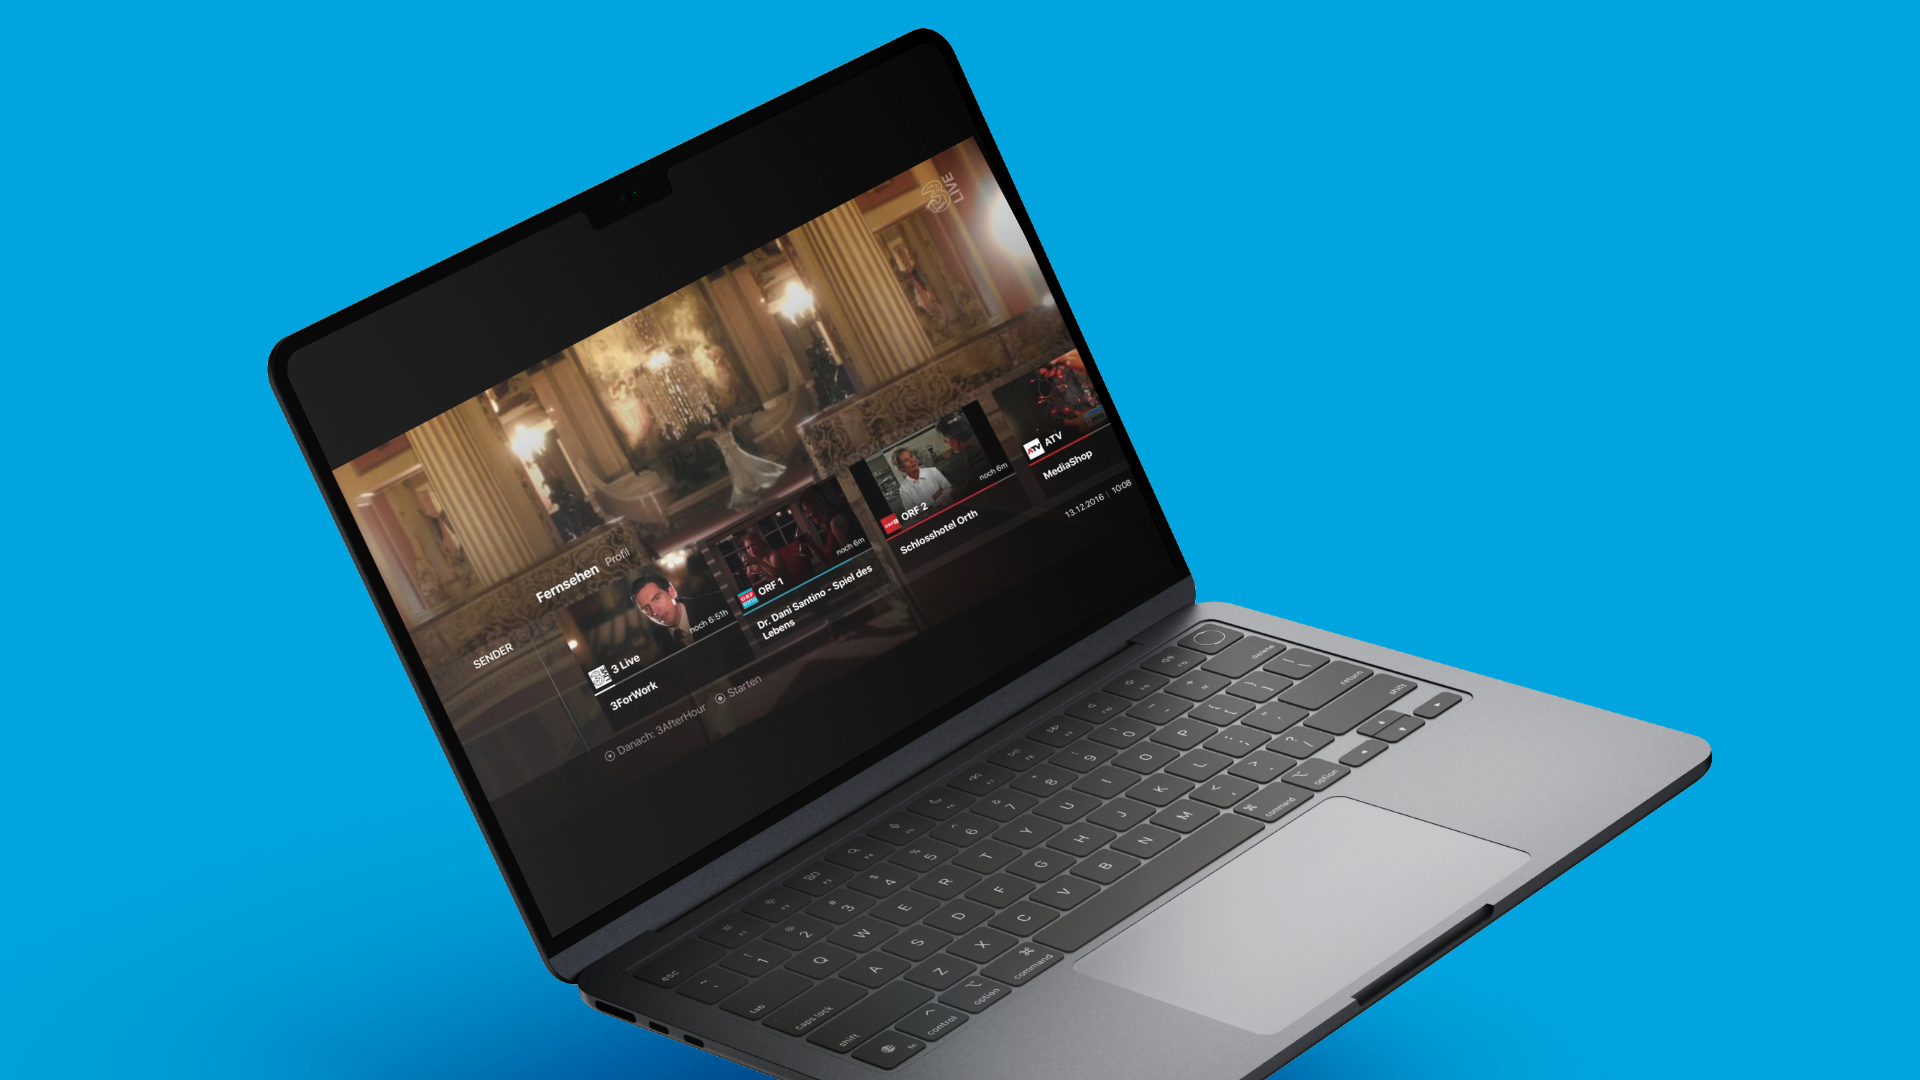 LIVE
Fernsehen Profil
SENDER
noch 6:51h
3 Live
3ForWork
noch 6m
ORF 1
Dr. Dani Santino - Spiel des
Lebens
noch 6m
ORF 2
Schlosshotel Orth
ATV
ATV
MediaShop
13.12.2016 | 10:08
Danach: 3AfterHour
Starten
esc
delete
! 1
@ 2
# 3
$ 4
% 5
^ 6
& 7
* 8
( 9
) 0
tab
Q W E R T Y U I O P
caps lock
A S D F G H J K L
return
shift
Z X C V B N M
shift
fn
control
option
command
command
option